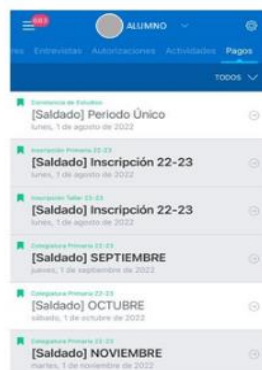 ALUMNO
res Entrevistas Autorizaciones Actividades Pagos
TODOS
Constancia de Estudios
[Saldado] Periodo Único
lunes, 1 de agosto de 2022
Inscripción Primaria 22-23
[Saldado] Inscripción 22-23
lunes, 1 de agosto de 2022
Inscripción Taller 22-23
[Saldado] Inscripción 22-23
lunes, 1 de agosto de 2022
Colegiatura Primaria 22-23
[Saldado] SEPTIEMBRE
jueves, 1 de septiembre de 2022
Colegiatura Primaria 22-23
[Saldado] OCTUBRE
sábado, 1 de octubre de 2022
Colegiatura Primaria 22-23
[Saldado] NOVIEMBRE
martes, 1 de noviembre de 2022